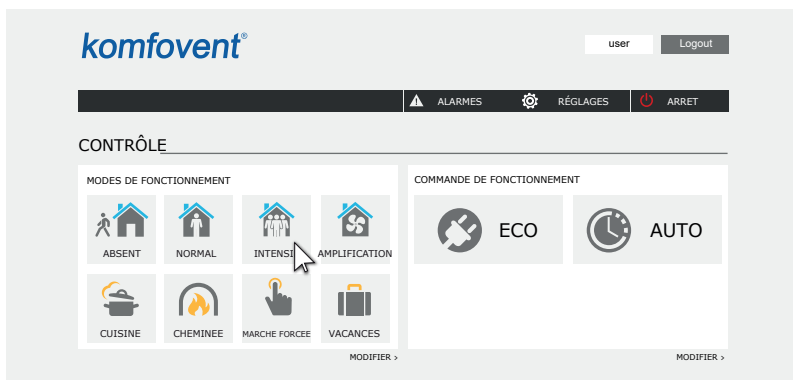 komfovent®
user
Logout
ALARMES
RÉGLAGES
ARRET
CONTRÔLE
MODES DE FONCTIONNEMENT
ABSENT
NORMAL
INTENSI
AMPLIFICATION
CUISINE
CHEMINEE
MARCHE FORCEE
VACANCES
MODIFIER >
COMMANDE DE FONCTIONNEMENT
ECO
AUTO
MODIFIER >